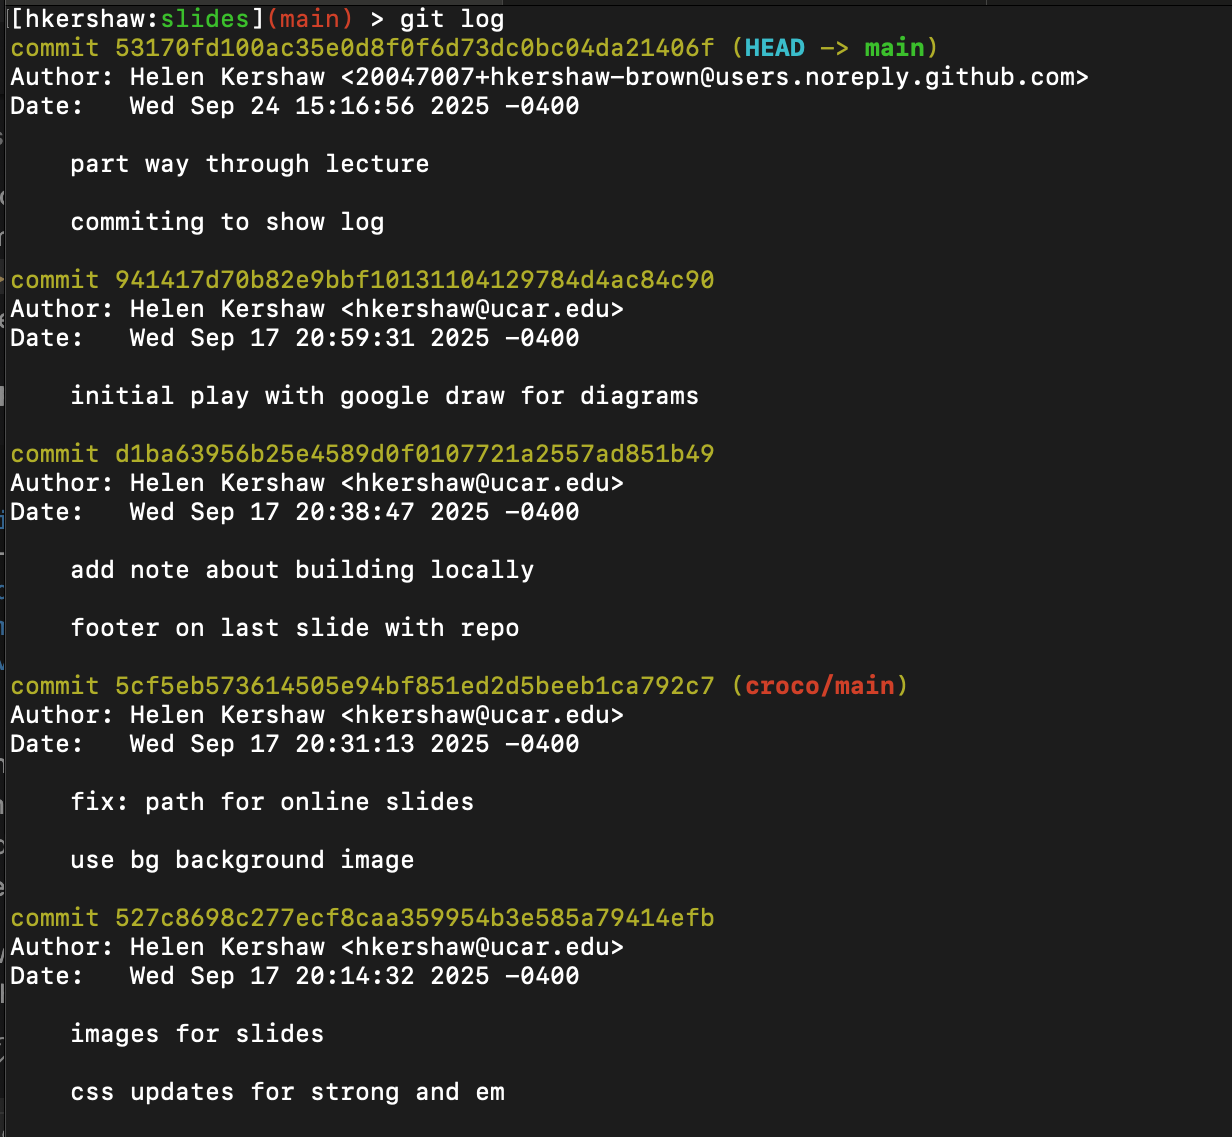 [[hkershaw:slides](main) > git log
commit 53170fd100ac35e0d8f0f6d73dc0bc04da21406f (HEAD -> main)
Author: Helen Kershaw <20047007+hkershaw-brown@users.noreply.github.com>
Date:   Wed Sep 24 15:16:56 2025 -0400
part way through lecture
commiting to show log
commit 941417d70b82e9bbf10131104129784d4ac84c90
Author: Helen Kershaw <hkershaw@ucar.edu>
Date:   Wed Sep 17 20:59:31 2025 -0400
initial play with google draw for diagrams
commit d1ba63956b25e4589d0f0107721a2557ad851b49
Author: Helen Kershaw <hkershaw@ucar.edu>
Date:   Wed Sep 17 20:38:47 2025 -0400
add note about building locally
footer on last slide with repo
commit 5cf5eb573614505e94bf851ed2d5beeb1ca792c7 (croco/main)
Author: Helen Kershaw <hkershaw@ucar.edu>
Date:   Wed Sep 17 20:31:13 2025 -0400
fix: path for online slides
use bg background image
commit 527c8698c277ecf8caa359954b3e585a79414efb
Author: Helen Kershaw <hkershaw@ucar.edu>
Date:   Wed Sep 17 20:14:32 2025 -0400
images for slides
css updates for strong and em